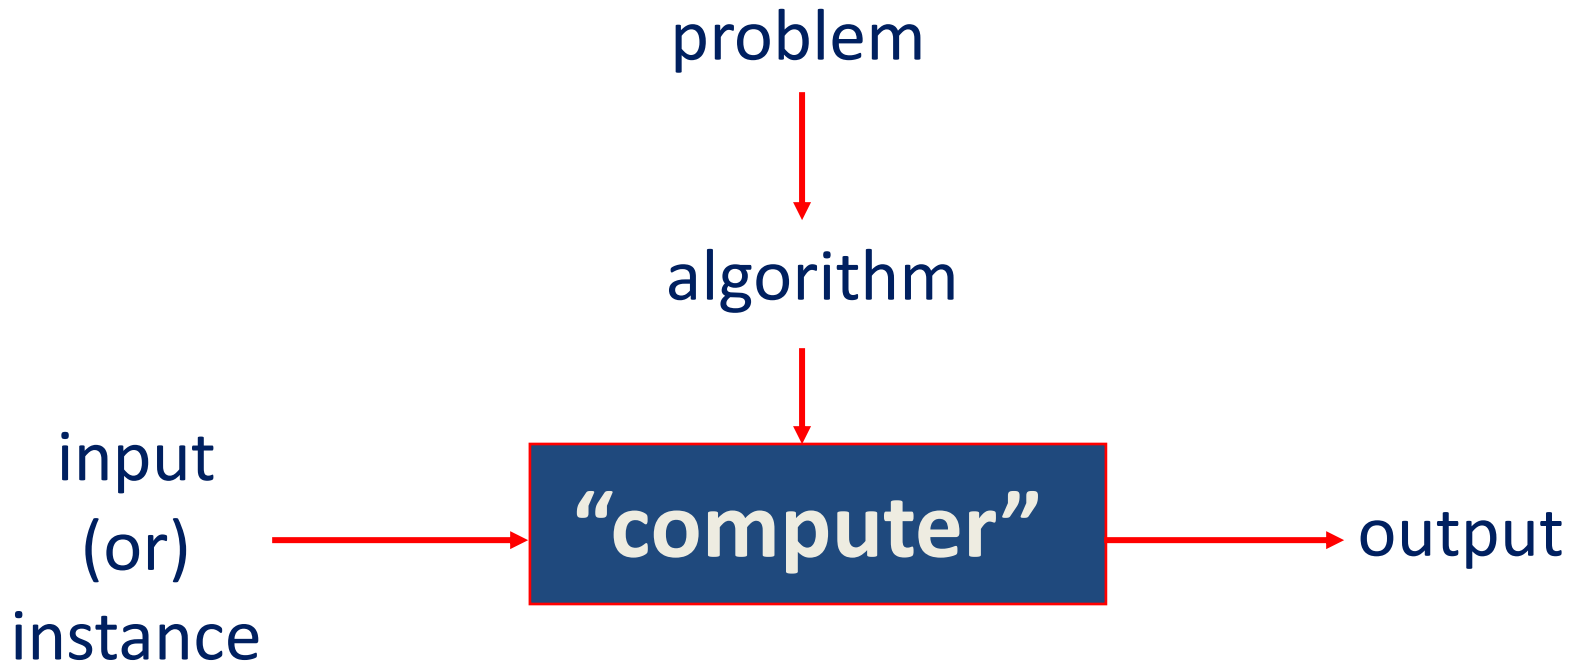 problem
algorithm
input
(or)
instance
“computer”
output